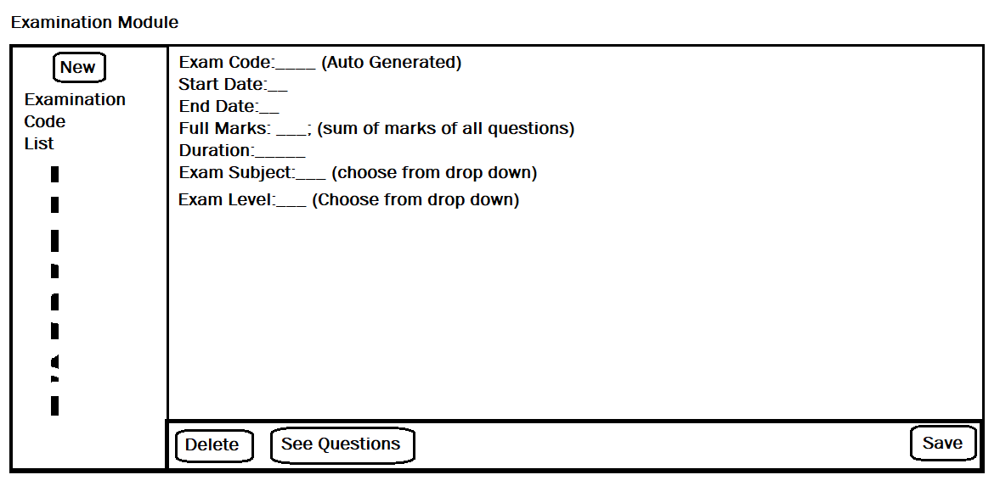 Examination Module
New
Examination
Code
List
Exam Code:____ (Auto Generated)
Start Date:__
End Date:__
Full Marks: ___; (sum of marks of all questions)
Duration:_____
Exam Subject:___ (choose from drop down)
Exam Level:___ (Choose from drop down)
Delete
See Questions
Save